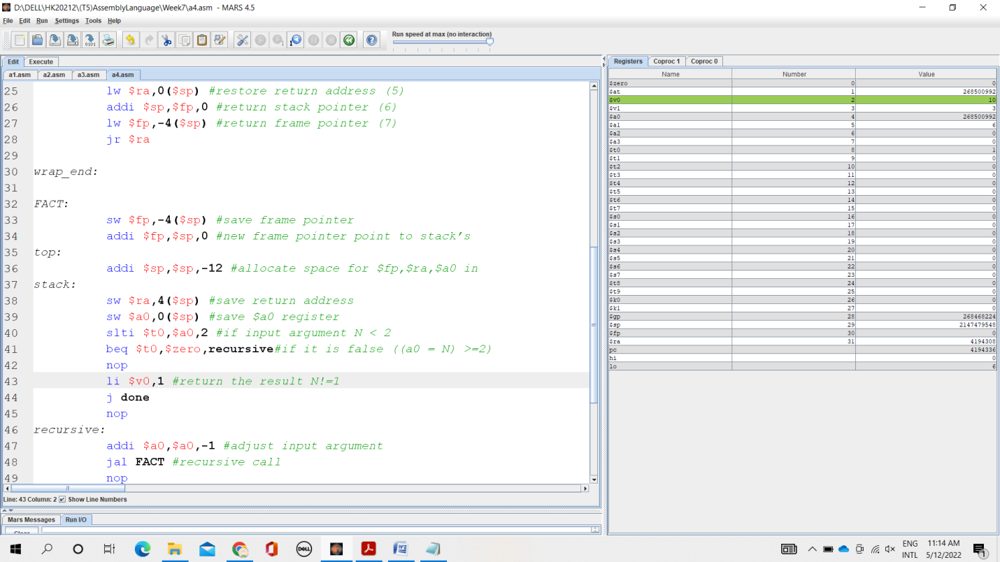 D:\DELL\HK20212\(T5)AssemblyLanguage\Week7\a4.asm - MARS 4.5
File Edit Run Settings Tools Help
Run speed at max (no interaction)
Edit Execute
a1.asm a2.asm a3.asm a4.asm
25 lw $ra,0($sp) #restore return address (5)
26 addi $sp,$fp,0 #return stack pointer (6)
27 lw $fp,-4($sp) #return frame pointer (7)
28 jr $ra
29
30 wrap_end:
31
32 FACT:
33 sw $fp,-4($sp) #save frame pointer
34 addi $fp,$sp,0 #new frame pointer point to stack’s
35 top:
36 addi $sp,$sp,-12 #allocate space for $fp,$ra,$a0 in
37 stack:
38 sw $ra,4($sp) #save return address
39 sw $a0,0($sp) #save $a0 register
40 slti $t0,$a0,2 #if input argument N < 2
41 beq $t0,$zero,recursive#if it is false ((a0 = N) >=2)
42 nop
43 li $v0,1 #return the result N!=1
44 j done
45 nop
46 recursive:
47 addi $a0,$a0,-1 #adjust input argument
48 jal FACT #recursive call
49 nop
Line: 43 Column: 2 Show Line Numbers
Mars Messages Run I/O
Clear
Registers Coproc 1 Coproc 0
Name Number Value
$zero 0 0
$at 1 268500992
$v0 2 10
$v1 3 3
$a0 4 268500992
$a1 5 6
$a2 6 0
$a3 7 0
$t0 8 1
$t1 9 0
$t2 10 0
$t3 11 0
$t4 12 0
$t5 13 0
$t6 14 0
$t7 15 0
$s0 16 0
$s1 17 0
$s2 18 0
$s3 19 0
$s4 20 0
$s5 21 0
$s6 22 0
$s7 23 0
$t8 24 0
$t9 25 0
$k0 26 0
$k1 27 0
$gp 28 268468224
$sp 29 2147479548
$fp 30 0
$ra 31 4194308
pc 4194336
hi 0
lo 6
DELL
ENG 11:14 AM
INTL 5/12/2022
1